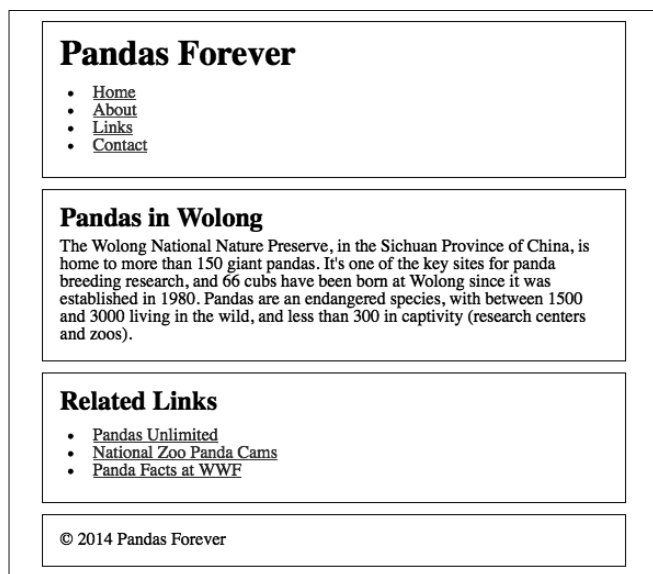 Pandas Forever
Home
About
Links
Contact
Pandas in Wolong
The Wolong National Nature Preserve, in the Sichuan Province of China, is
home to more than 150 giant pandas. It's one of the key sites for panda
breeding research, and 66 cubs have been born at Wolong since it was
established in 1980. Pandas are an endangered species, with between 1500
and 3000 living in the wild, and less than 300 in captivity (research centers
and zoos).
Related Links
Pandas Unlimited
National Zoo Panda Cams
Panda Facts at WWF
© 2014 Pandas Forever